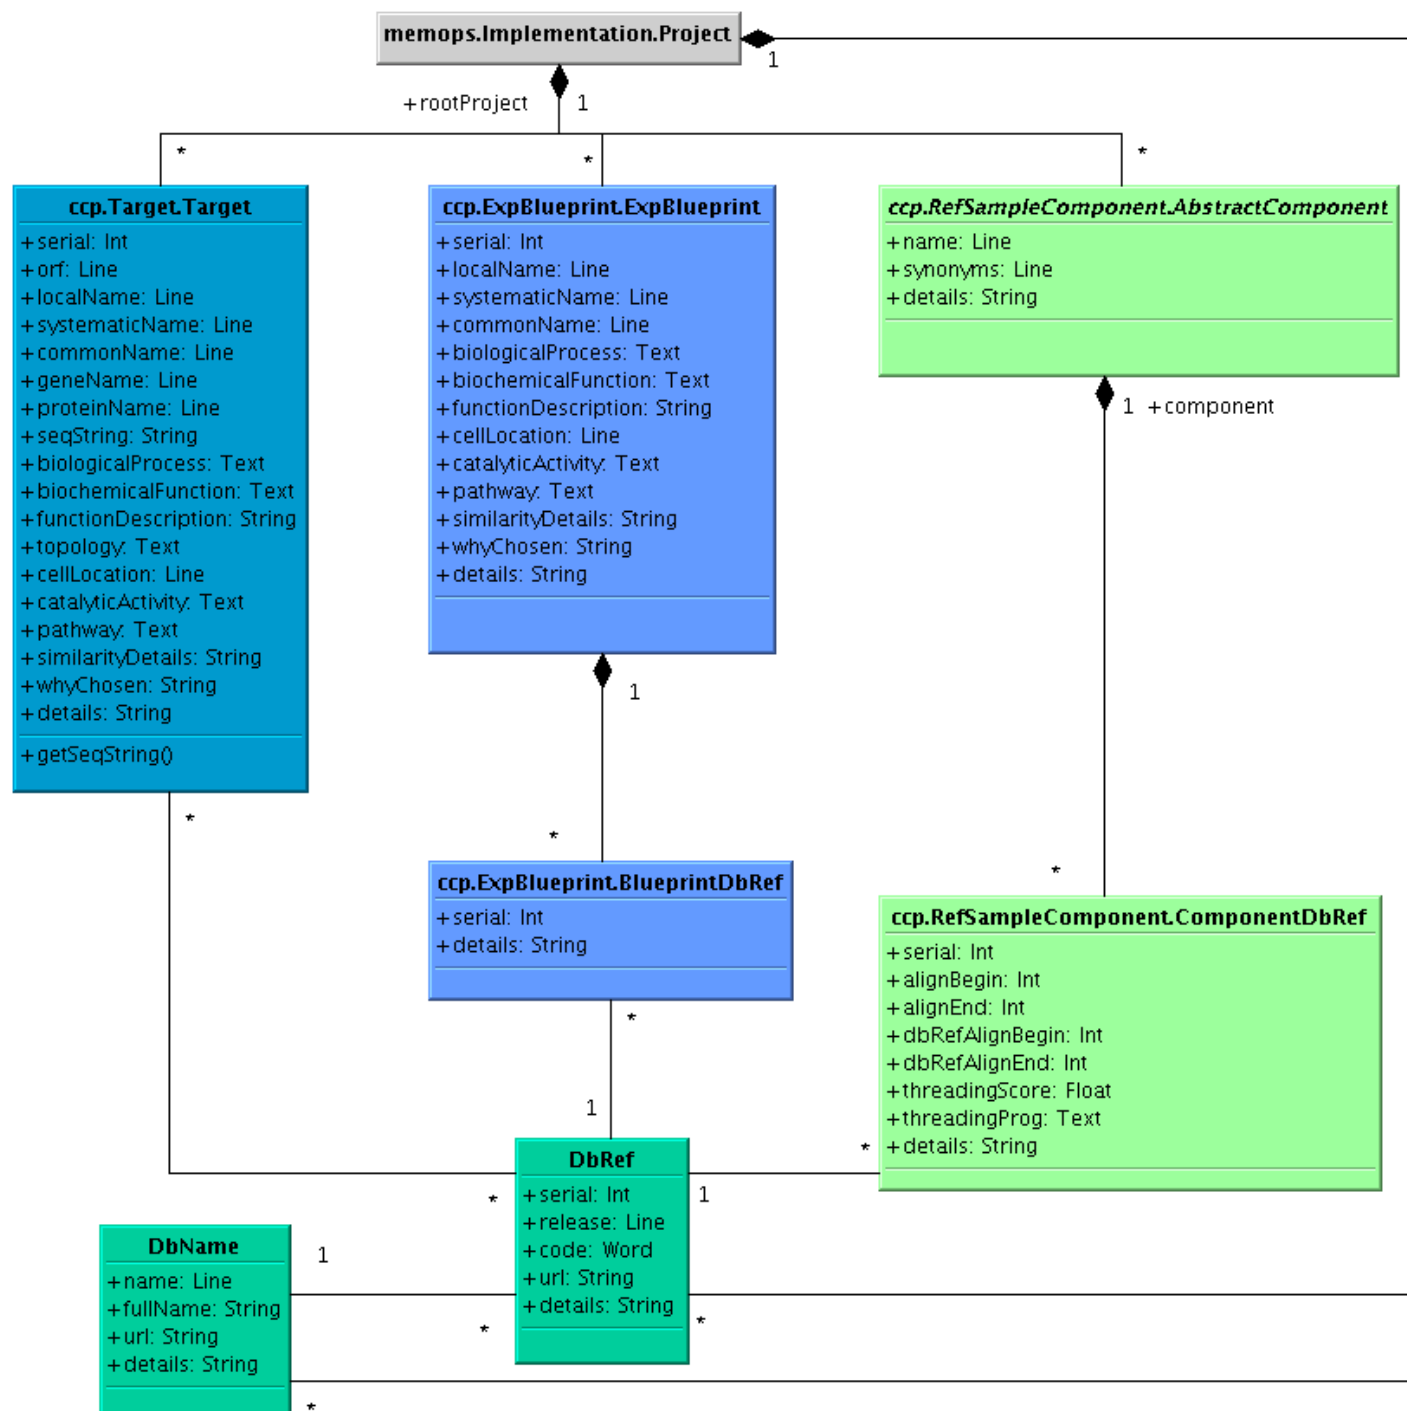 memops.Implementation.Project
1
+rootProject
1
*
*
*
ccp.Target.Target
+serial: Int
+orf: Line
+localName: Line
+systematicName: Line
+commonName: Line
+geneName: Line
+proteinName: Line
+seqString: String
+biologicalProcess: Text
+biochemicalFunction: Text
+functionDescription: String
+topology: Text
+cellLocation: Line
+catalyticActivity: Text
+pathway: Text
+similarityDetails: String
+whyChosen: String
+details: String
+getSeqString()
*
ccp.ExpBlueprint.ExpBlueprint
+serial: Int
+localName: Line
+systematicName: Line
+commonName: Line
+biologicalProcess: Text
+biochemicalFunction: Text
+functionDescription: String
+cellLocation: Line
+catalyticActivity: Text
+pathway: Text
+similarityDetails: String
+whyChosen: String
+details: String
1
*
ccp.RefSampleComponent.AbstractComponent
+name: Line
+synonyms: Line
+details: String
1 +component
*
ccp.ExpBlueprint.BlueprintDbRef
+serial: Int
+details: String
*
1
ccp.RefSampleComponent.ComponentDbRef
+serial: Int
+alignBegin: Int
+alignEnd: Int
+dbRefAlignBegin: Int
+dbRefAlignEnd: Int
+threadingScore: Float
+threadingProg: Text
+details: String
*
1
*
DbRef
+serial: Int
+release: Line
+code: Word
+url: String
+details: String
*
*
1
DbName
+name: Line
+fullName: String
+url: String
+details: String
*